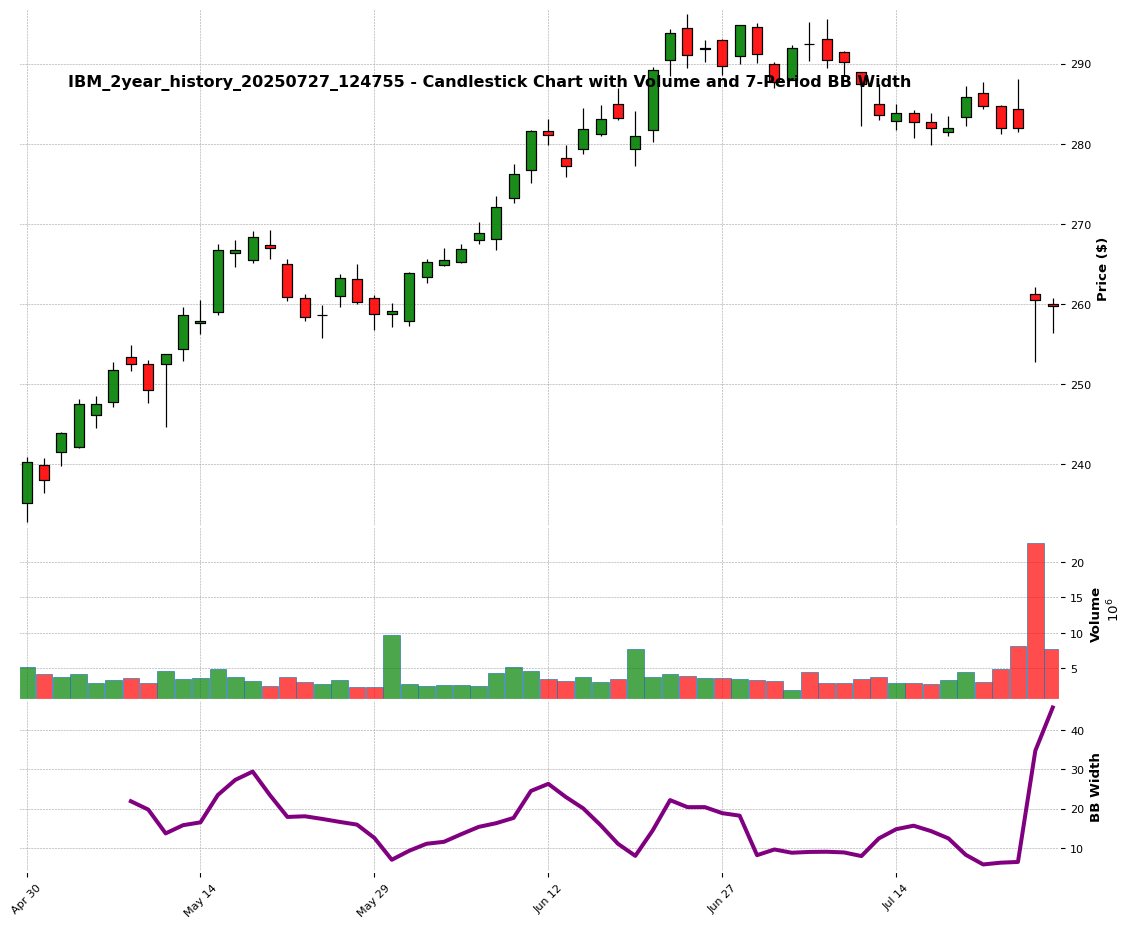 IBM_2year_history_20250727_124755 - Candlestick Chart with Volume and 7-Period BB Width
290
280
270
260
250
240
Price ($)
20
15
10
5
Volume
10^6
40
30
20
10
BB Width
Apr 30
May 14
May 29
Jun 12
Jun 27
Jul 14